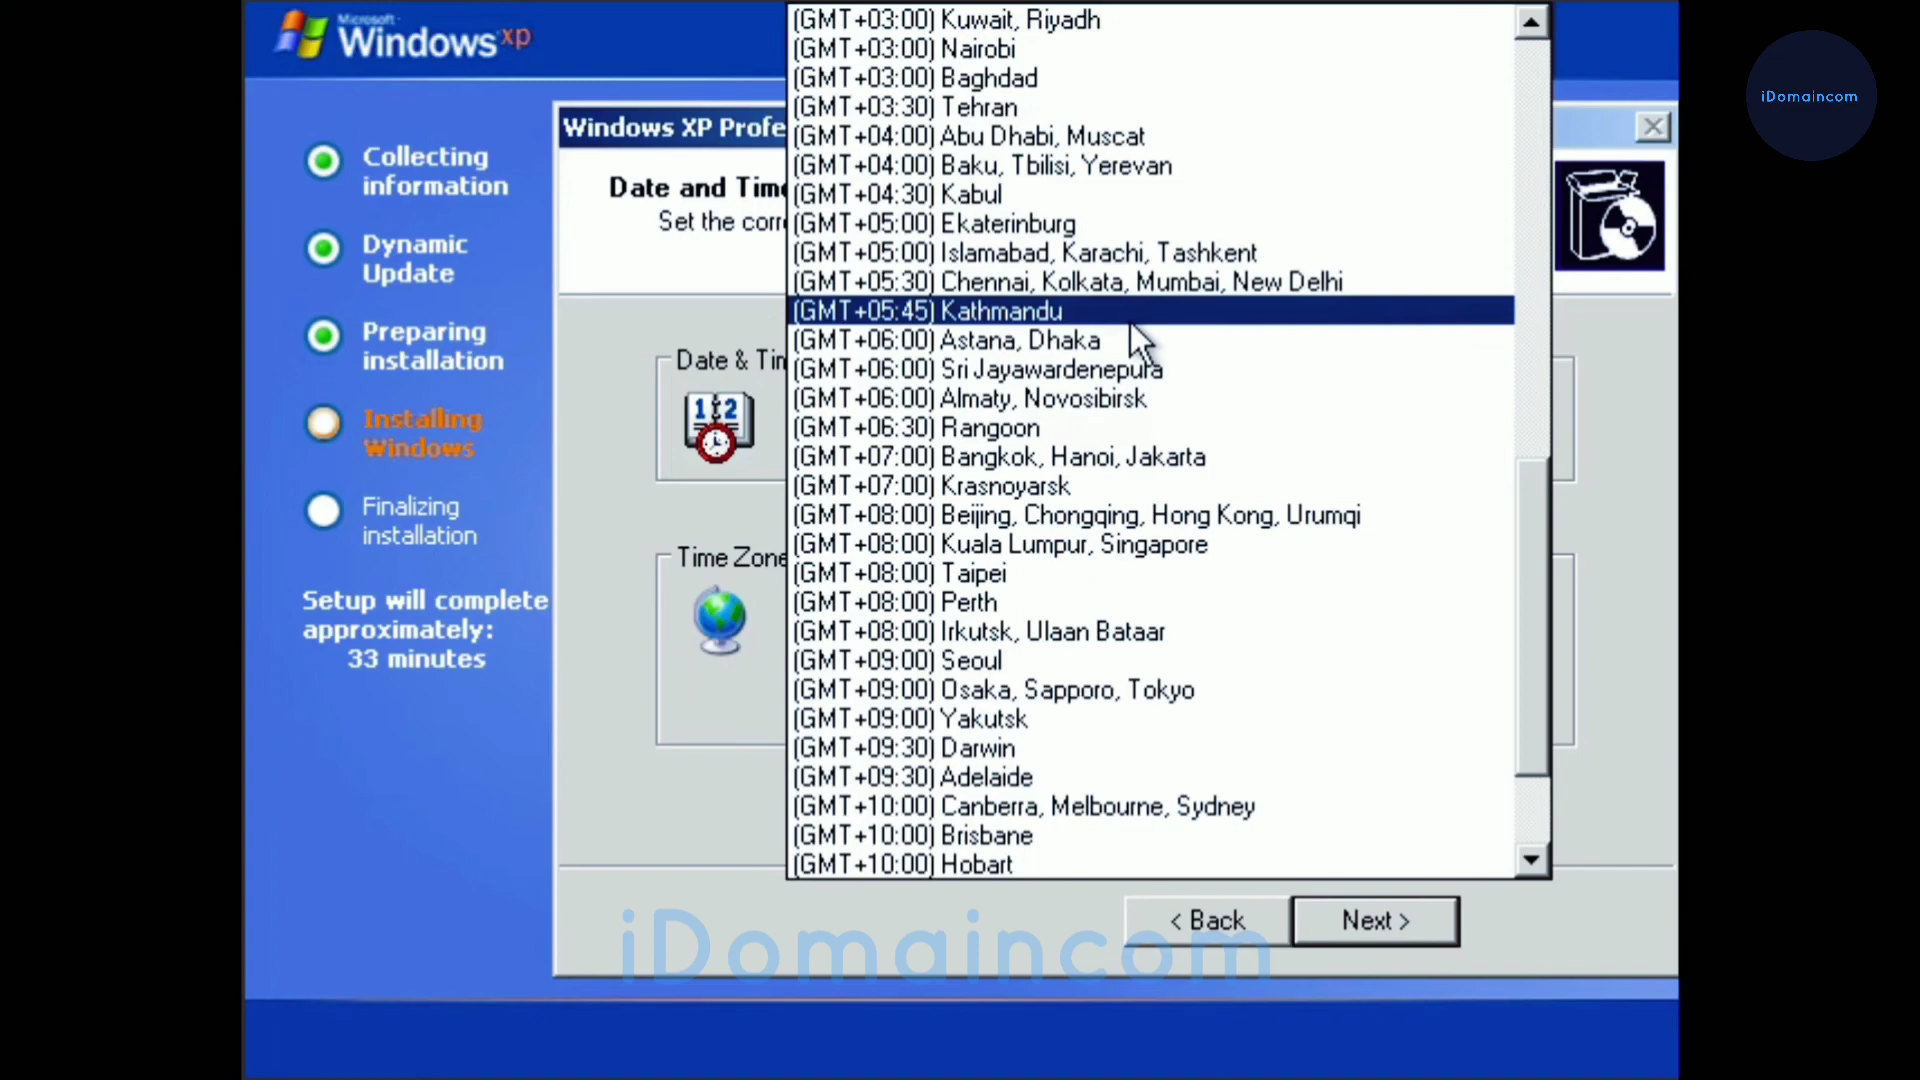 Microsoft
Windows xp
iDomaincom
Collecting
information
Dynamic
Update
Preparing
installation
Installing
Windows
Finalizing
installation
Setup will complete
approximately:
33 minutes
Windows XP Profe
Date and Time
Set the corr
Date & Tim
12
Time Zone
(GMT+03:00) Kuwait, Riyadh
(GMT+03:00) Nairobi
(GMT+03:00) Baghdad
(GMT+03:30) Tehran
(GMT+04:00) Abu Dhabi, Muscat
(GMT+04:00) Baku, Tbilisi, Yerevan
(GMT+04:30) Kabul
(GMT+05:00) Ekaterinburg
(GMT+05:00) Islamabad, Karachi, Tashkent
(GMT+05:30) Chennai, Kolkata, Mumbai, New Delhi
(GMT+05:45) Kathmandu
(GMT+06:00) Astana, Dhaka
(GMT+06:00) Sri Jayawardenepura
(GMT+06:00) Almaty, Novosibirsk
(GMT+06:30) Rangoon
(GMT+07:00) Bangkok, Hanoi, Jakarta
(GMT+07:00) Krasnoyarsk
(GMT+08:00) Beijing, Chongqing, Hong Kong, Urumqi
(GMT+08:00) Kuala Lumpur, Singapore
(GMT+08:00) Taipei
(GMT+08:00) Perth
(GMT+08:00) Irkutsk, Ulaan Bataar
(GMT+09:00) Seoul
(GMT+09:00) Osaka, Sapporo, Tokyo
(GMT+09:00) Yakutsk
(GMT+09:30) Darwin
(GMT+09:30) Adelaide
(GMT+10:00) Canberra, Melbourne, Sydney
(GMT+10:00) Brisbane
(GMT+10:00) Hobart
< Back
Next >
iDomaincom